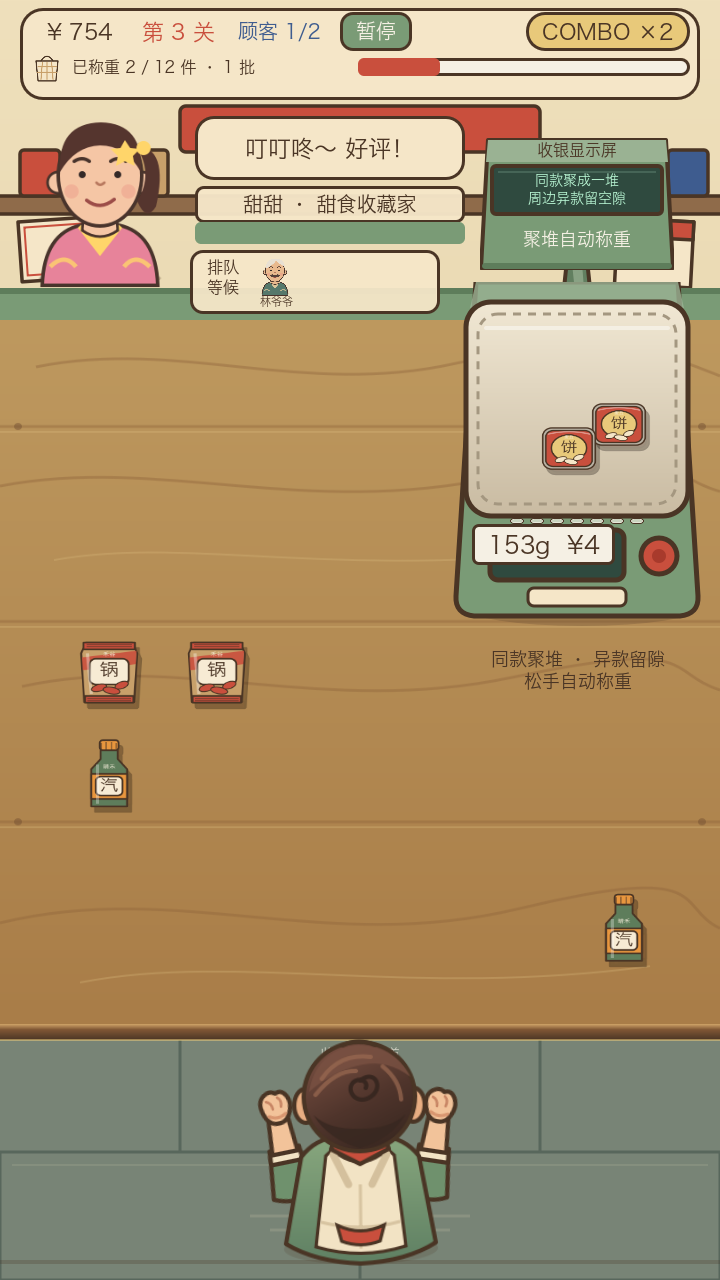 ¥ 754 第 3 关 顾客 1/2 暂停 COMBO ×2
已称重 2 / 12 件 · 1 批
叮叮咚～ 好评！
甜甜 · 甜食收藏家
排队
等候
林爷爷
收银显示屏
同款聚成一堆
周边异款留空隙
聚堆自动称重
饼
饼
153g ¥4
同款聚堆 · 异款留隙
松手自动称重
锅
锅
汽
汽